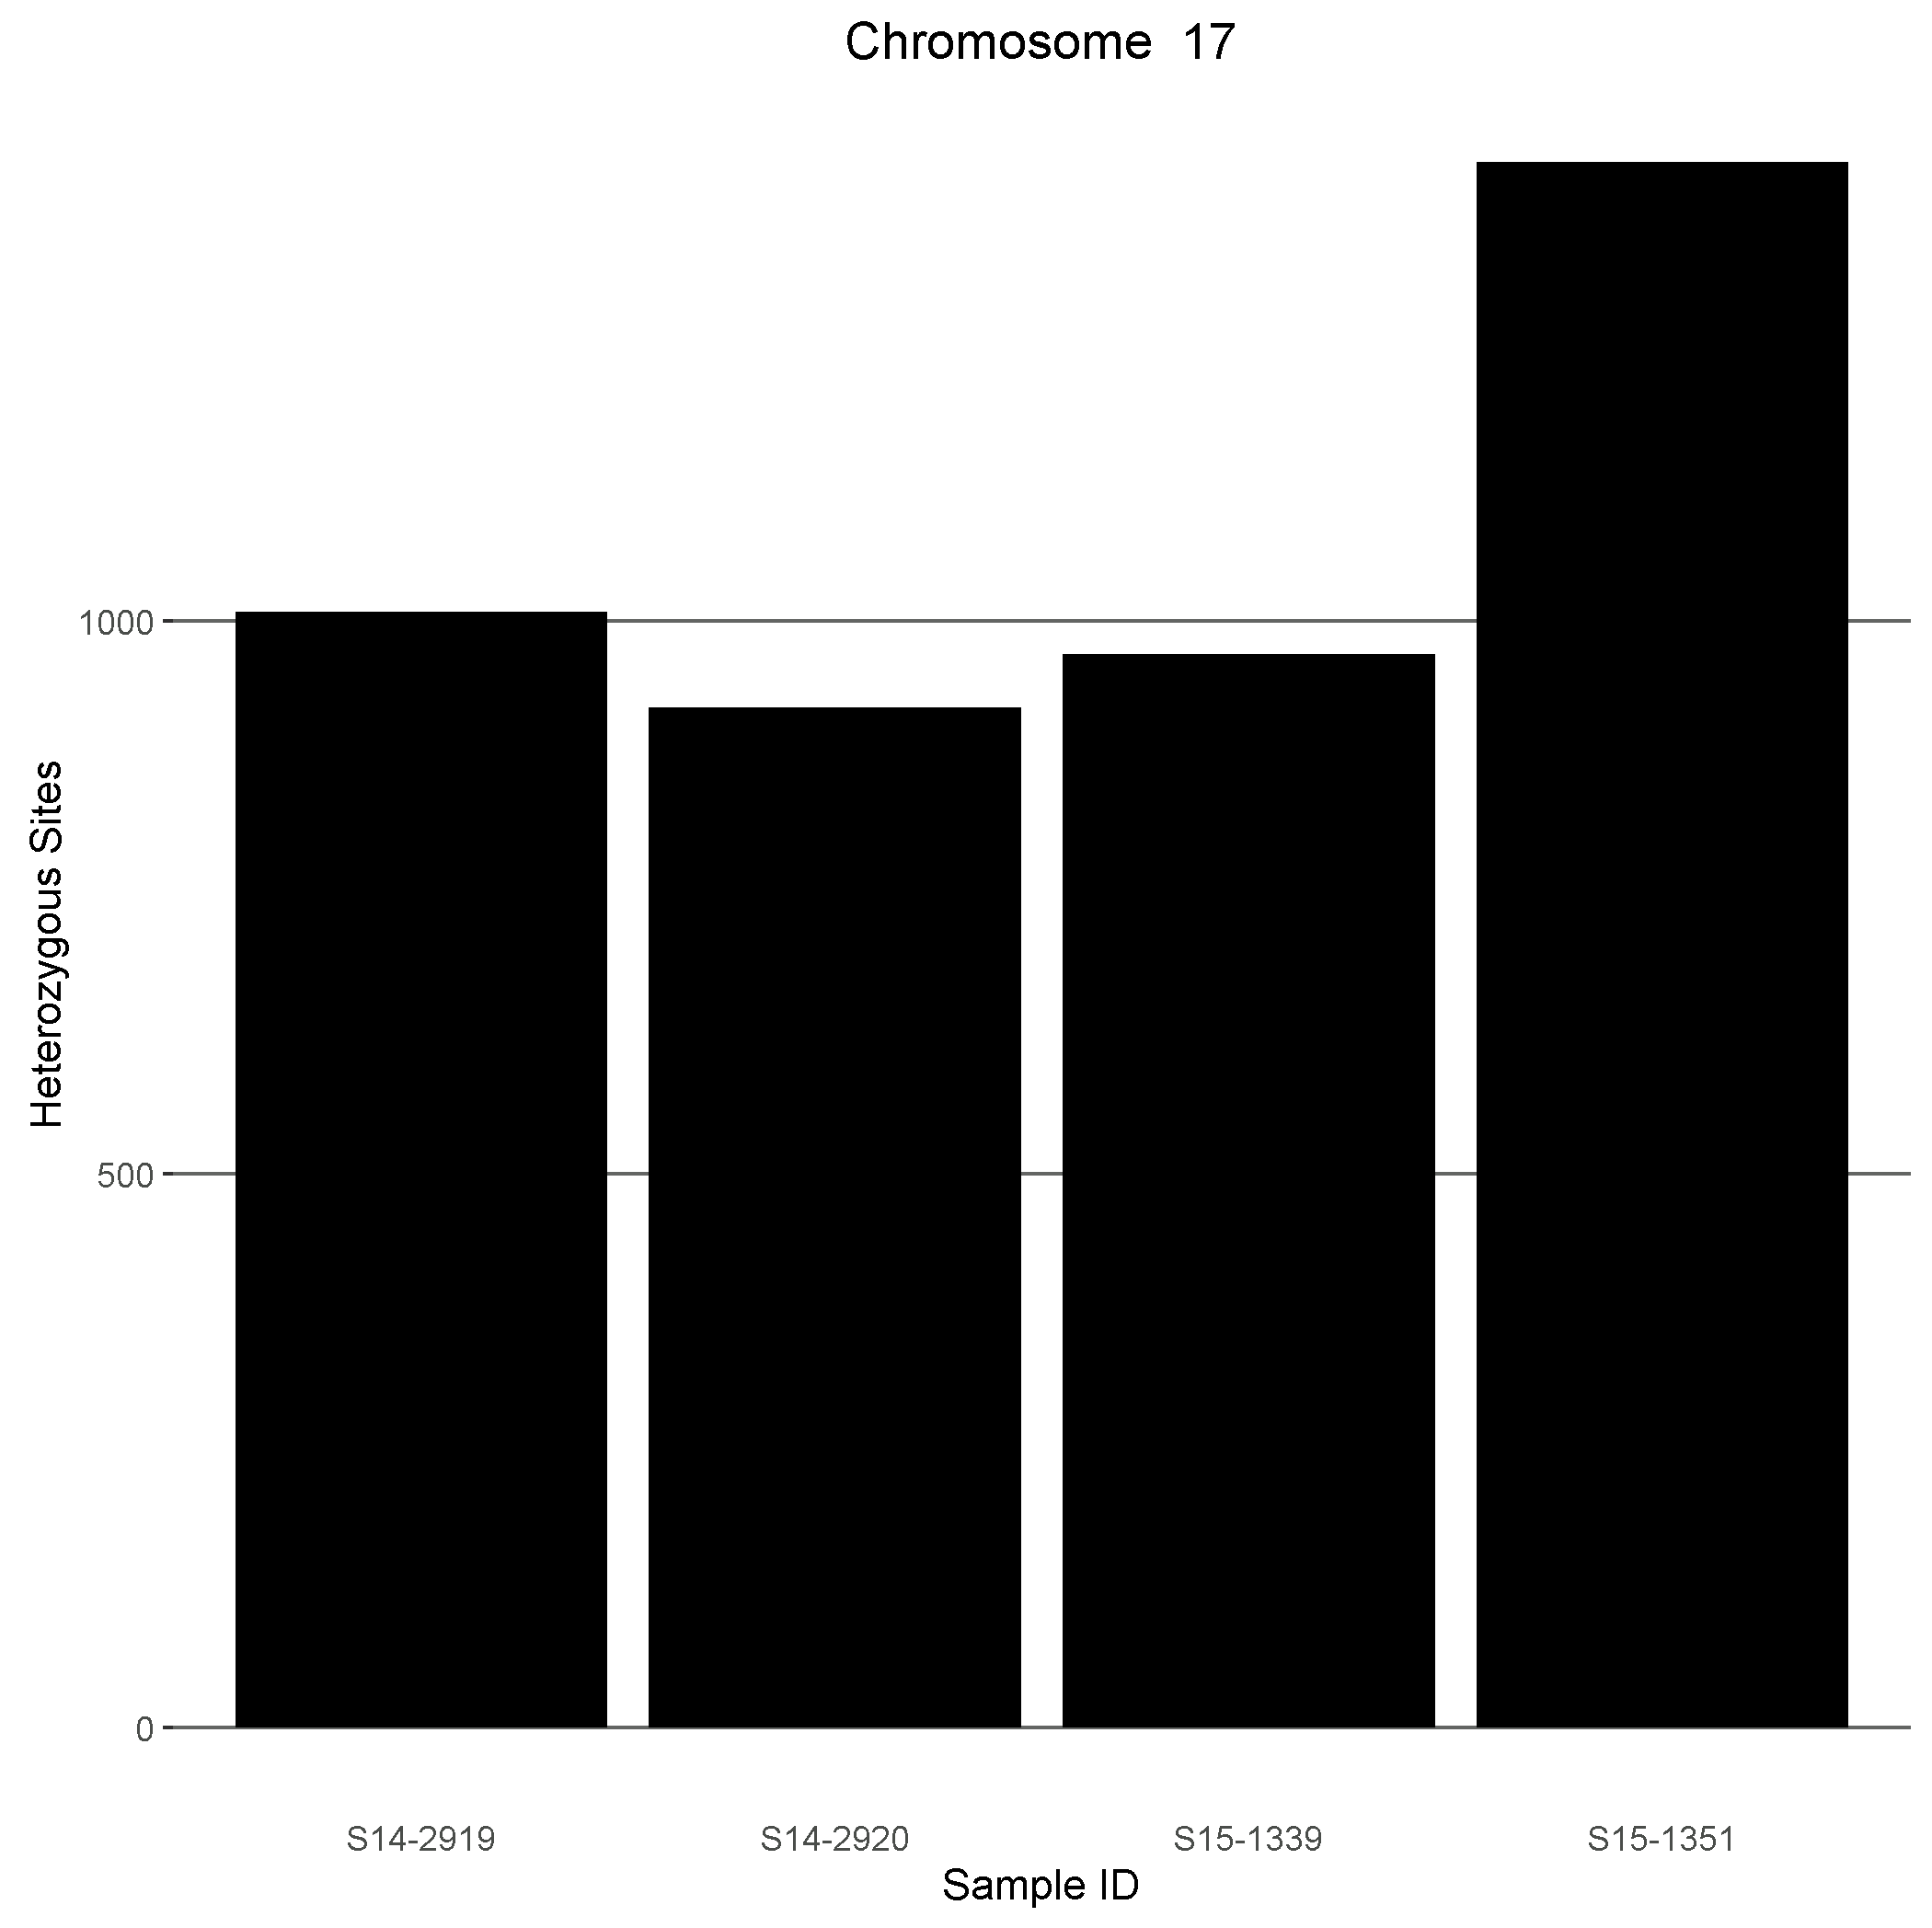 Chromosome  17
Heterozygous Sites
1000
500
0
S14-2919 S14-2920 S15-1339 S15-1351
Sample ID